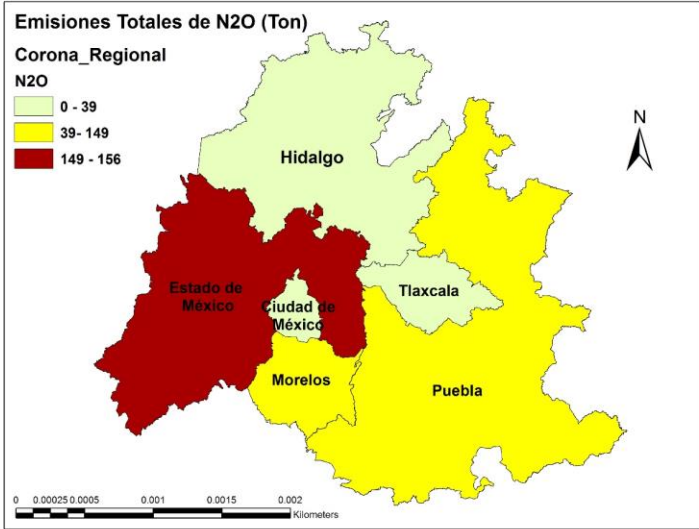 Emisiones Totales de N2O (Ton)
Corona_Regional
N2O
0 - 39
39- 149
149 - 156
N
Hidalgo
Estado de
México
Ciudad de
México
Tlaxcala
Morelos
Puebla
0 0.00025 0.0005 0.001 0.0015 0.002
Kilometers